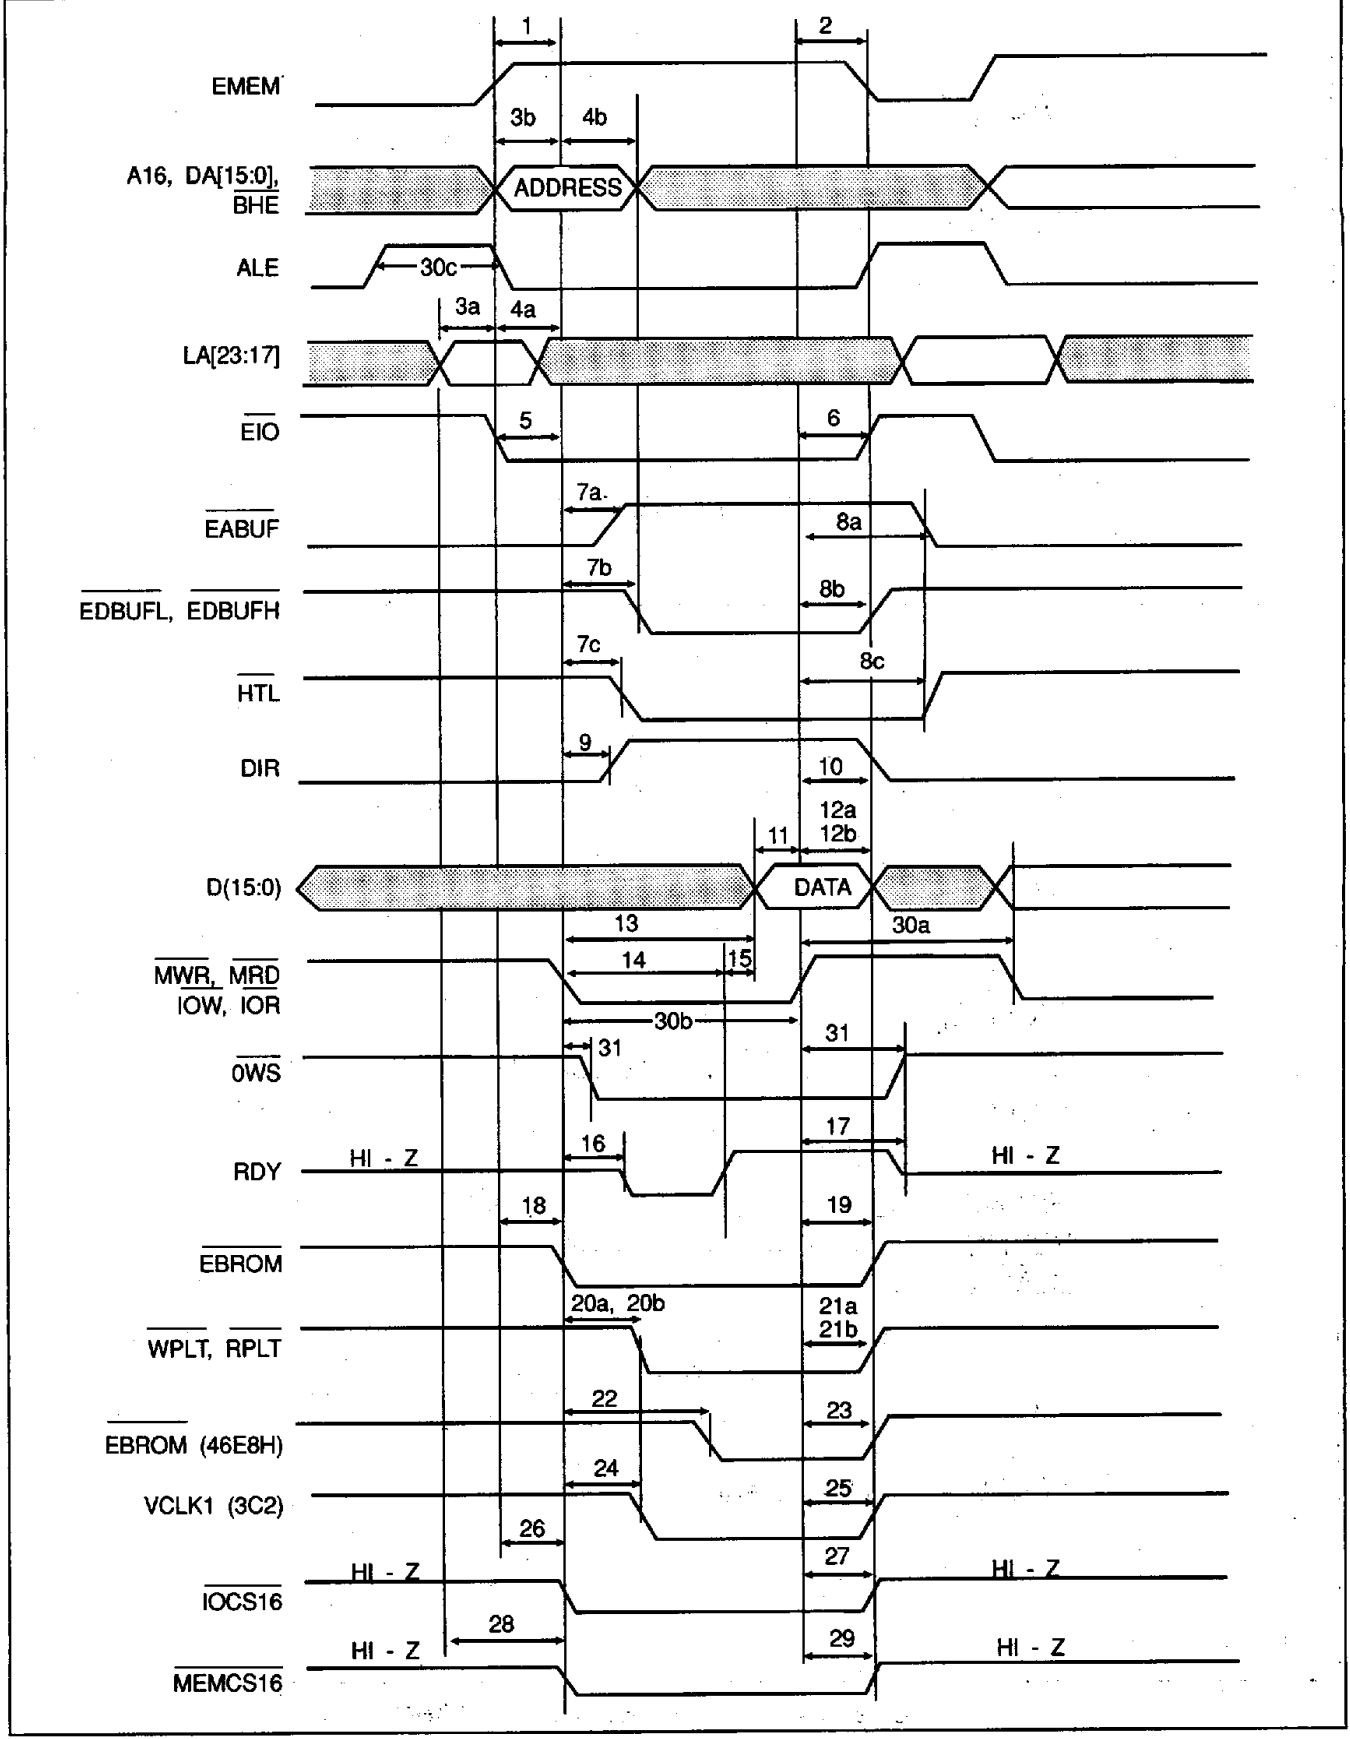 1
2
EMEM
3b
4b
A16, DA[15:0],
BHE
ADDRESS
ALE
30c
3a
4a
LA[23:17]
EIO
5
6
7a
EABUF
8a
7b
EDBUFL, EDBUFH
8b
7c
8c
HTL
9
DIR
10
12a
11
12b
D(15:0)
DATA
13
30a
14
15
MWR, MRD
IOW, IOR
30b
31
31
0WS
17
16
HI - Z
HI - Z
RDY
18
19
EBROM
20a, 20b
21a
21b
WPLT, RPLT
22
23
EBROM (46E8H)
24
25
VCLK1 (3C2)
26
27
HI - Z
HI - Z
IOCS16
28
29
HI - Z
HI - Z
MEMCS16